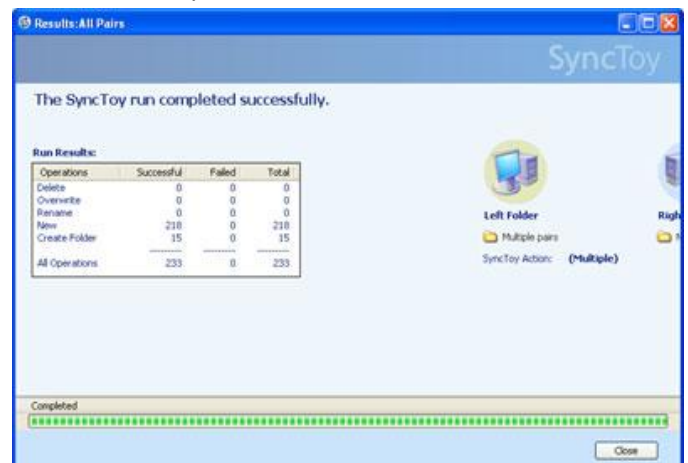 Results:All Pairs
SyncToy
The SyncToy run completed successfully.
Run Results:
Operations Successful Failed Total
Delete 0 0 0
Overwrite 0 0 0
Rename 0 0 0
New 218 0 218
Create Folder 15 0 15
All Operations 233 0 233
Left Folder
Righ
Multiple pairs
SyncToy Action: (Multiple)
Completed
Close